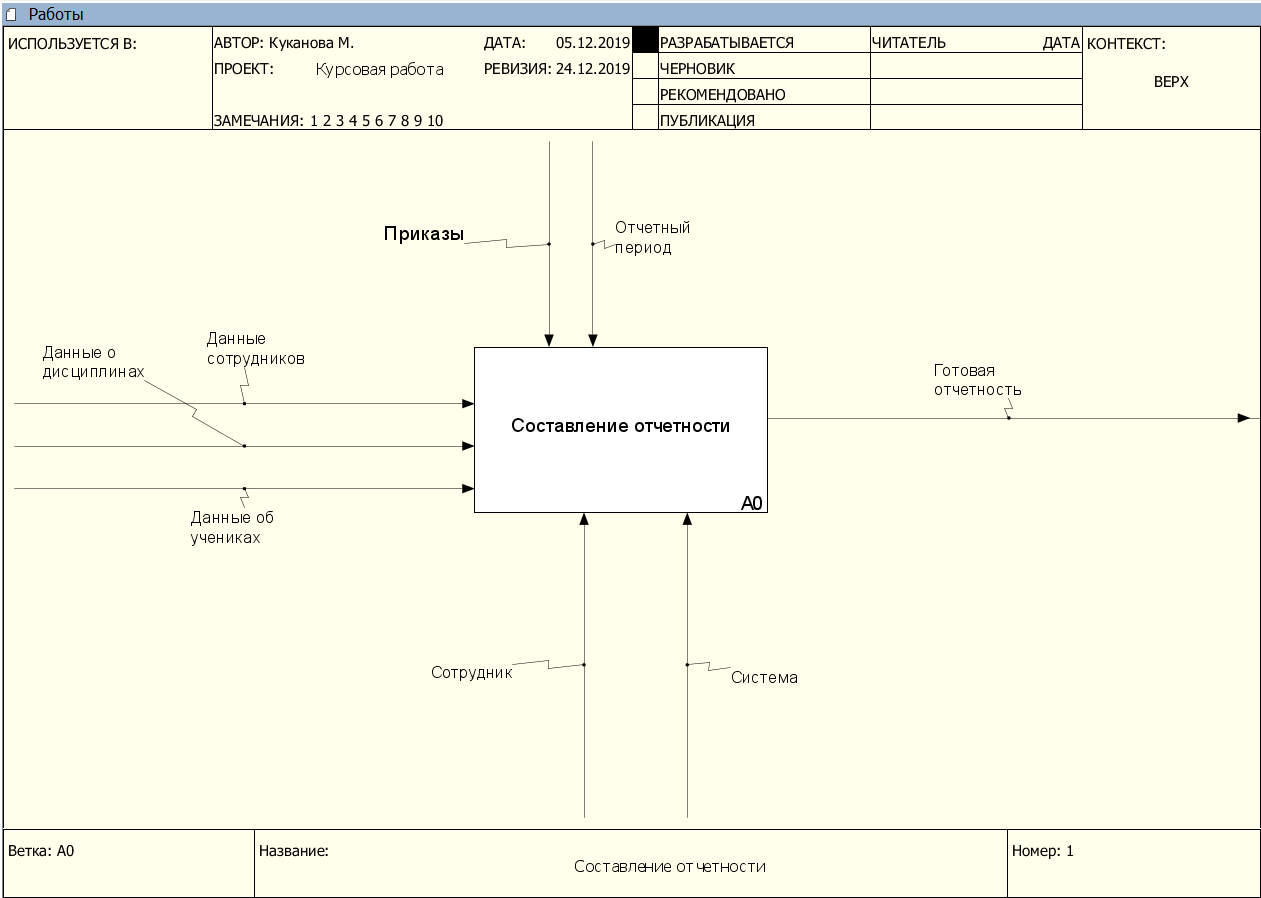 Работы
ИСПОЛЬЗУЕТСЯ В:
АВТОР: Куканова М.
ДАТА: 05.12.2019
ПРОЕКТ: Курсовая работа
РЕВИЗИЯ: 24.12.2019
ЗАМЕЧАНИЯ: 1 2 3 4 5 6 7 8 9 10
РАЗРАБАТЫВАЕТСЯ
ЧЕРНОВИК
РЕКОМЕНДОВАНО
ПУБЛИКАЦИЯ
ЧИТАТЕЛЬ ДАТА
КОНТЕКСТ:
ВЕРХ
Приказы
Отчетный
период
Данные
сотрудников
Данные о
дисциплинах
Данные об
учениках
Составление отчетности
A0
Готовая
отчетность
Сотрудник
Система
Ветка: A0
Название:
Составление отчетности
Номер: 1